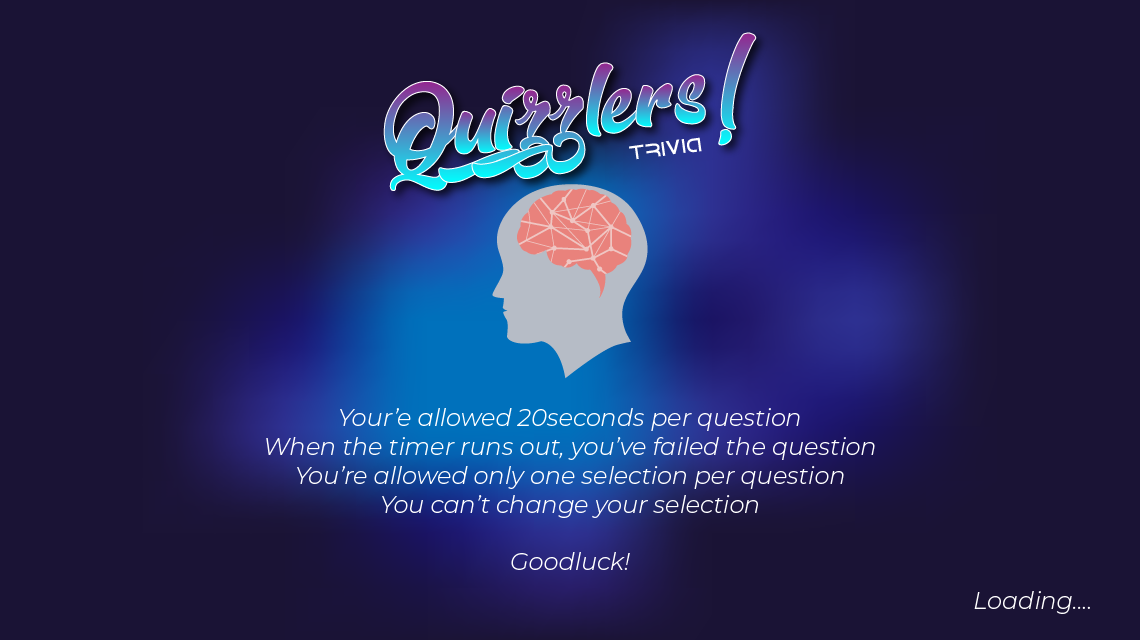 Quizzlers!
TRIVIA
Your’e allowed 20seconds per question
When the timer runs out, you’ve failed the question
You’re allowed only one selection per question
You can’t change your selection
Goodluck!
Loading....